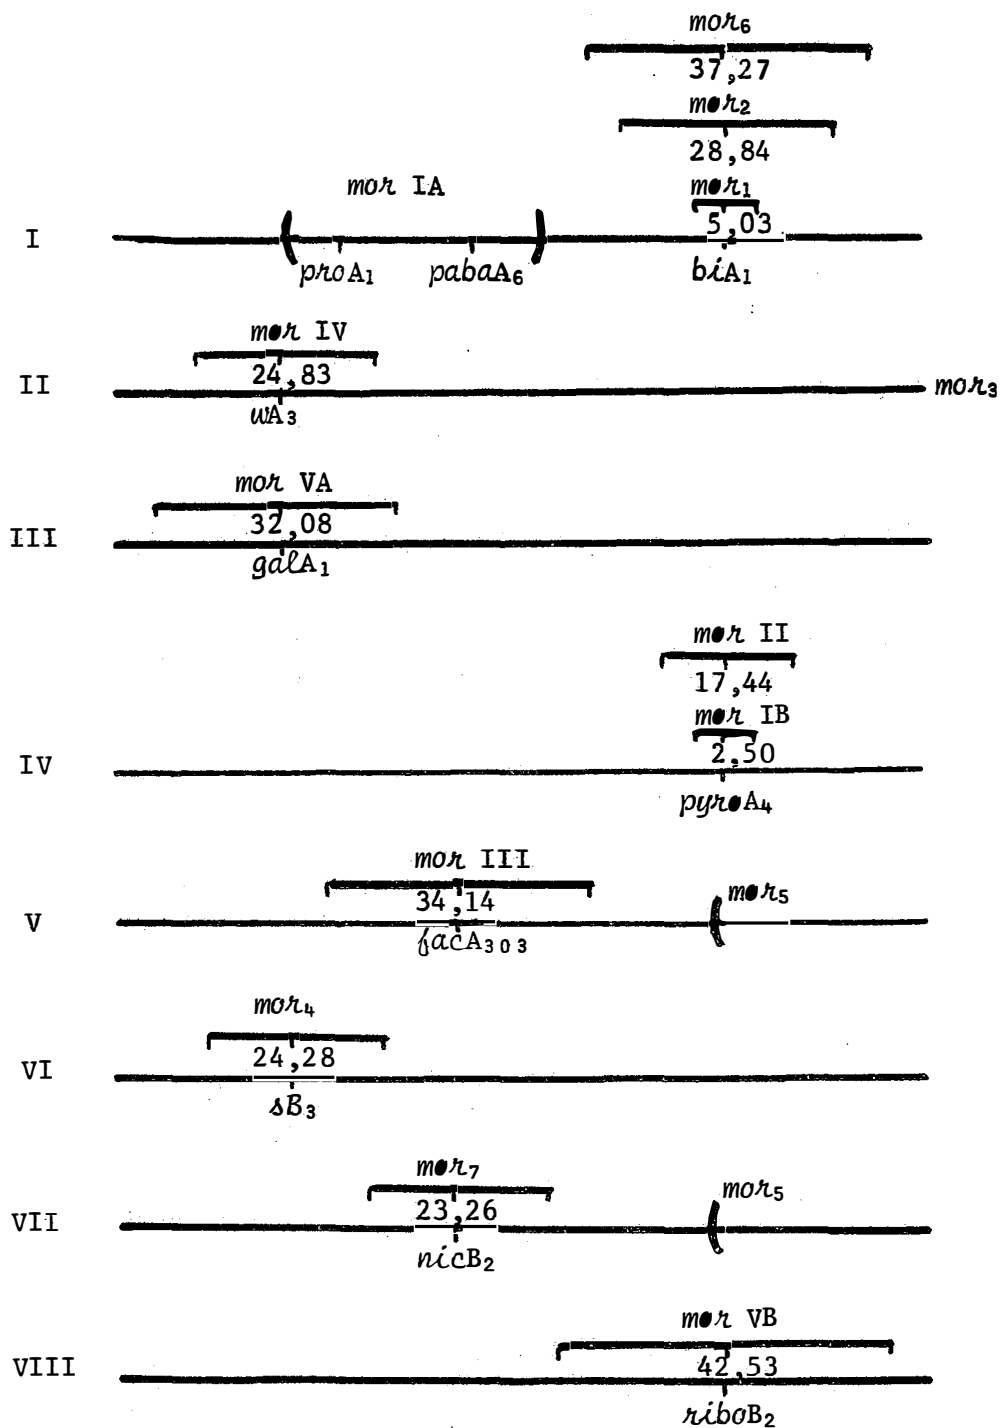 mor₆
37,27
mor₂
28,84
mor IA
mor₁
I
5,03
proA₁ pabaA₆ biA₁
mor IV
24,83
II
mor₃
wA₃
mor VA
32,08
III
galA₁
mor II
17,44
mor IB
2,50
IV
pyroA₄
mor III
mor₅
34,14
V
facA₃₀₃
mor₄
24,28
VI
sB₃
mor₇
mor₅
23,26
VII
nicB₂
mor VB
42,53
VIII
riboB₂